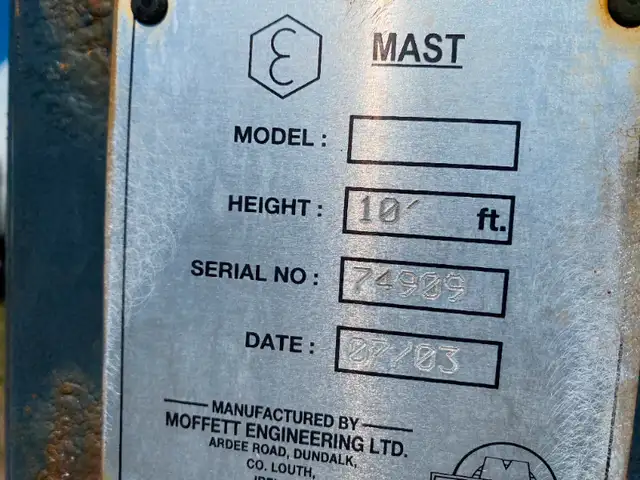 MAST
MODEL :
HEIGHT : 10' ft.
SERIAL NO : 74909
DATE : 07/03
MANUFACTURED BY
MOFFETT ENGINEERING LTD.
ARDEE ROAD, DUNDALK,
CO. LOUTH,